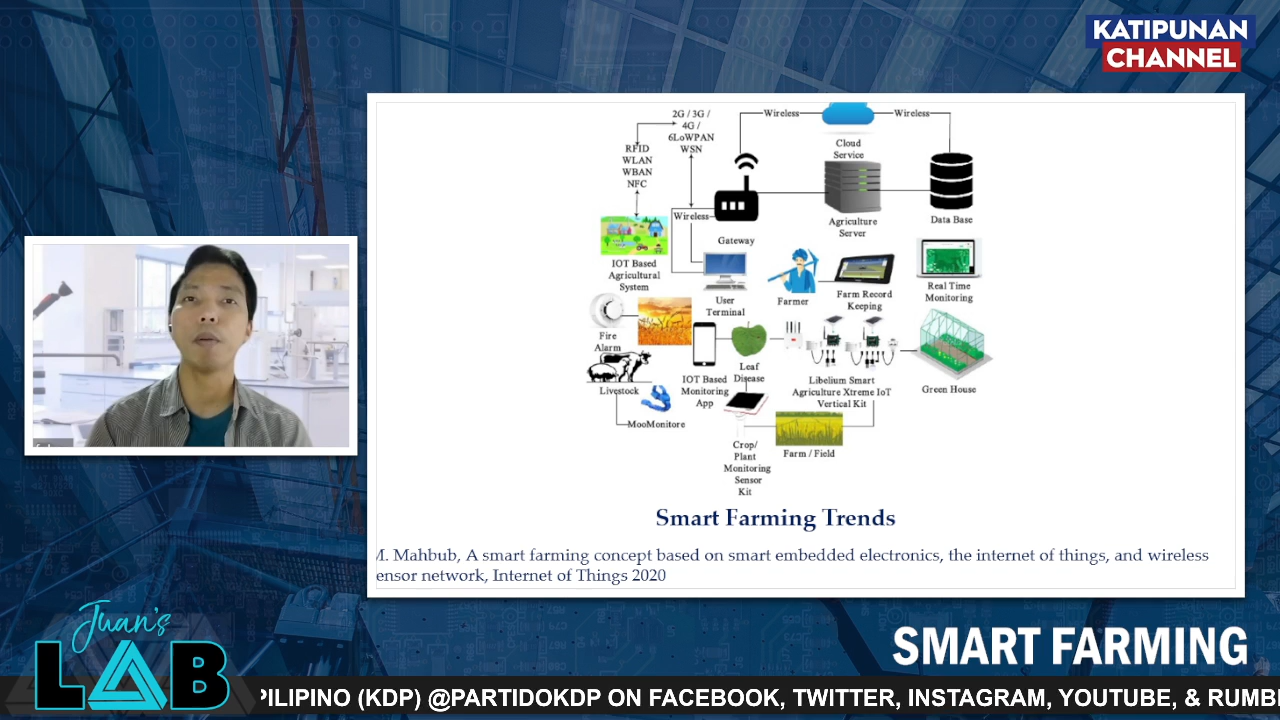 KATIPUNAN
CHANNEL
2G / 3G /
4G /
6LoWPAN
WSN
Wireless
Wireless
RFID
WLAN
WBAN
NFC
Cloud
Service
Wireless
Gateway
Agriculture
Server
Data Base
IOT Based
Agricultural
System
User
Terminal
Farmer
Farm Record
Keeping
Real Time
Monitoring
Fire
Alarm
Livestock
MooMonitore
IOT Based
Monitoring
App
Leaf
Disease
Libelium Smart
Agriculture Xtreme IoT
Vertical Kit
Green House
Crop/
Plant
Monitoring
Sensor
Kit
Farm / Field
Smart Farming Trends
M. Mahbub, A smart farming concept based on smart embedded electronics, the internet of things, and wireless
ensor network, Internet of Things 2020
Juan's
LAB
SMART FARMING
PILIPINO (KDP) @PARTIDOKDP ON FACEBOOK, TWITTER, INSTAGRAM, YOUTUBE, & RUMB